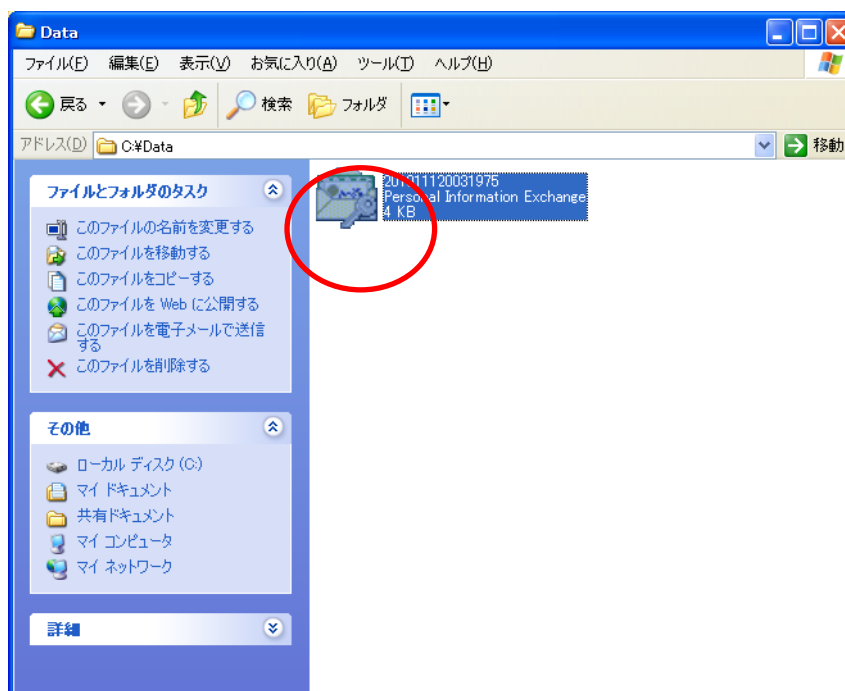 Data
ファイル(F) 編集(E) 表示(V) お気に入り(A) ツール(T) ヘルプ(H)
戻る 検索 フォルダ
アドレス(D) C:¥Data 移動
ファイルとフォルダのタスク
このファイルの名前を変更する
このファイルを移動する
このファイルをコピーする
このファイルを Web に公開する
このファイルを電子メールで送信
する
このファイルを削除する
その他
ローカル ディスク (C:)
マイ ドキュメント
共有ドキュメント
マイ コンピュータ
マイ ネットワーク
詳細
Personal Information Exchange
4 KB